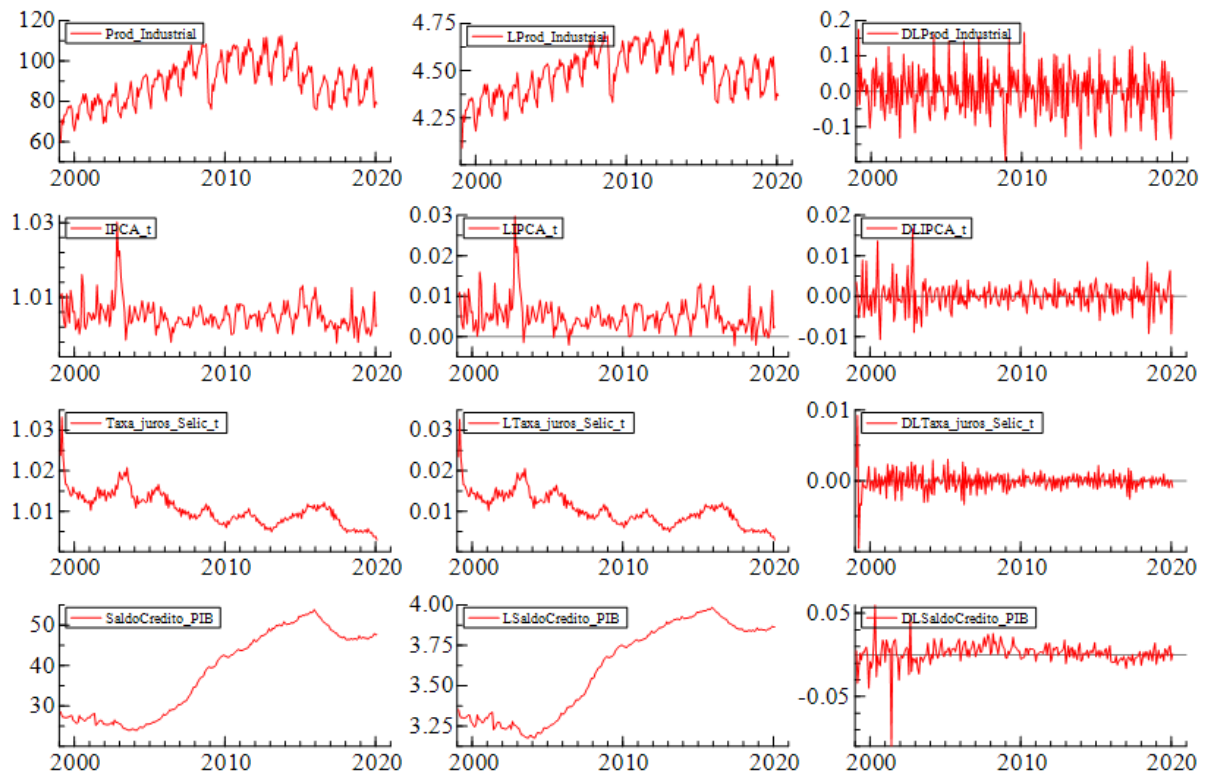 120
Prod_Industrial
100
80
60
2000 2010 2020
4.75
LProd_Industrial
4.50
4.25
2000 2010 2020
0.2
DLProd_Industrial
0.1
0.0
-0.1
2000 2010 2020
1.03
IPCA_t
1.01
2000 2010 2020
0.03
LIPCA_t
0.02
0.01
0.00
2000 2010 2020
0.02
DLIPCA_t
0.01
0.00
-0.01
2000 2010 2020
1.03
Taxa_juros_Selic_t
1.02
1.01
2000 2010 2020
0.03
LTaxa_juros_Selic_t
0.02
0.01
2000 2010 2020
0.01
DLTaxa_juros_Selic_t
0.00
2000 2010 2020
50
SaldoCredito_PIB
40
30
2000 2010 2020
4.00
LSaldoCredito_PIB
3.75
3.50
3.25
2000 2010 2020
0.05
DLSaldoCredito_PIB
-0.05
2000 2010 2020